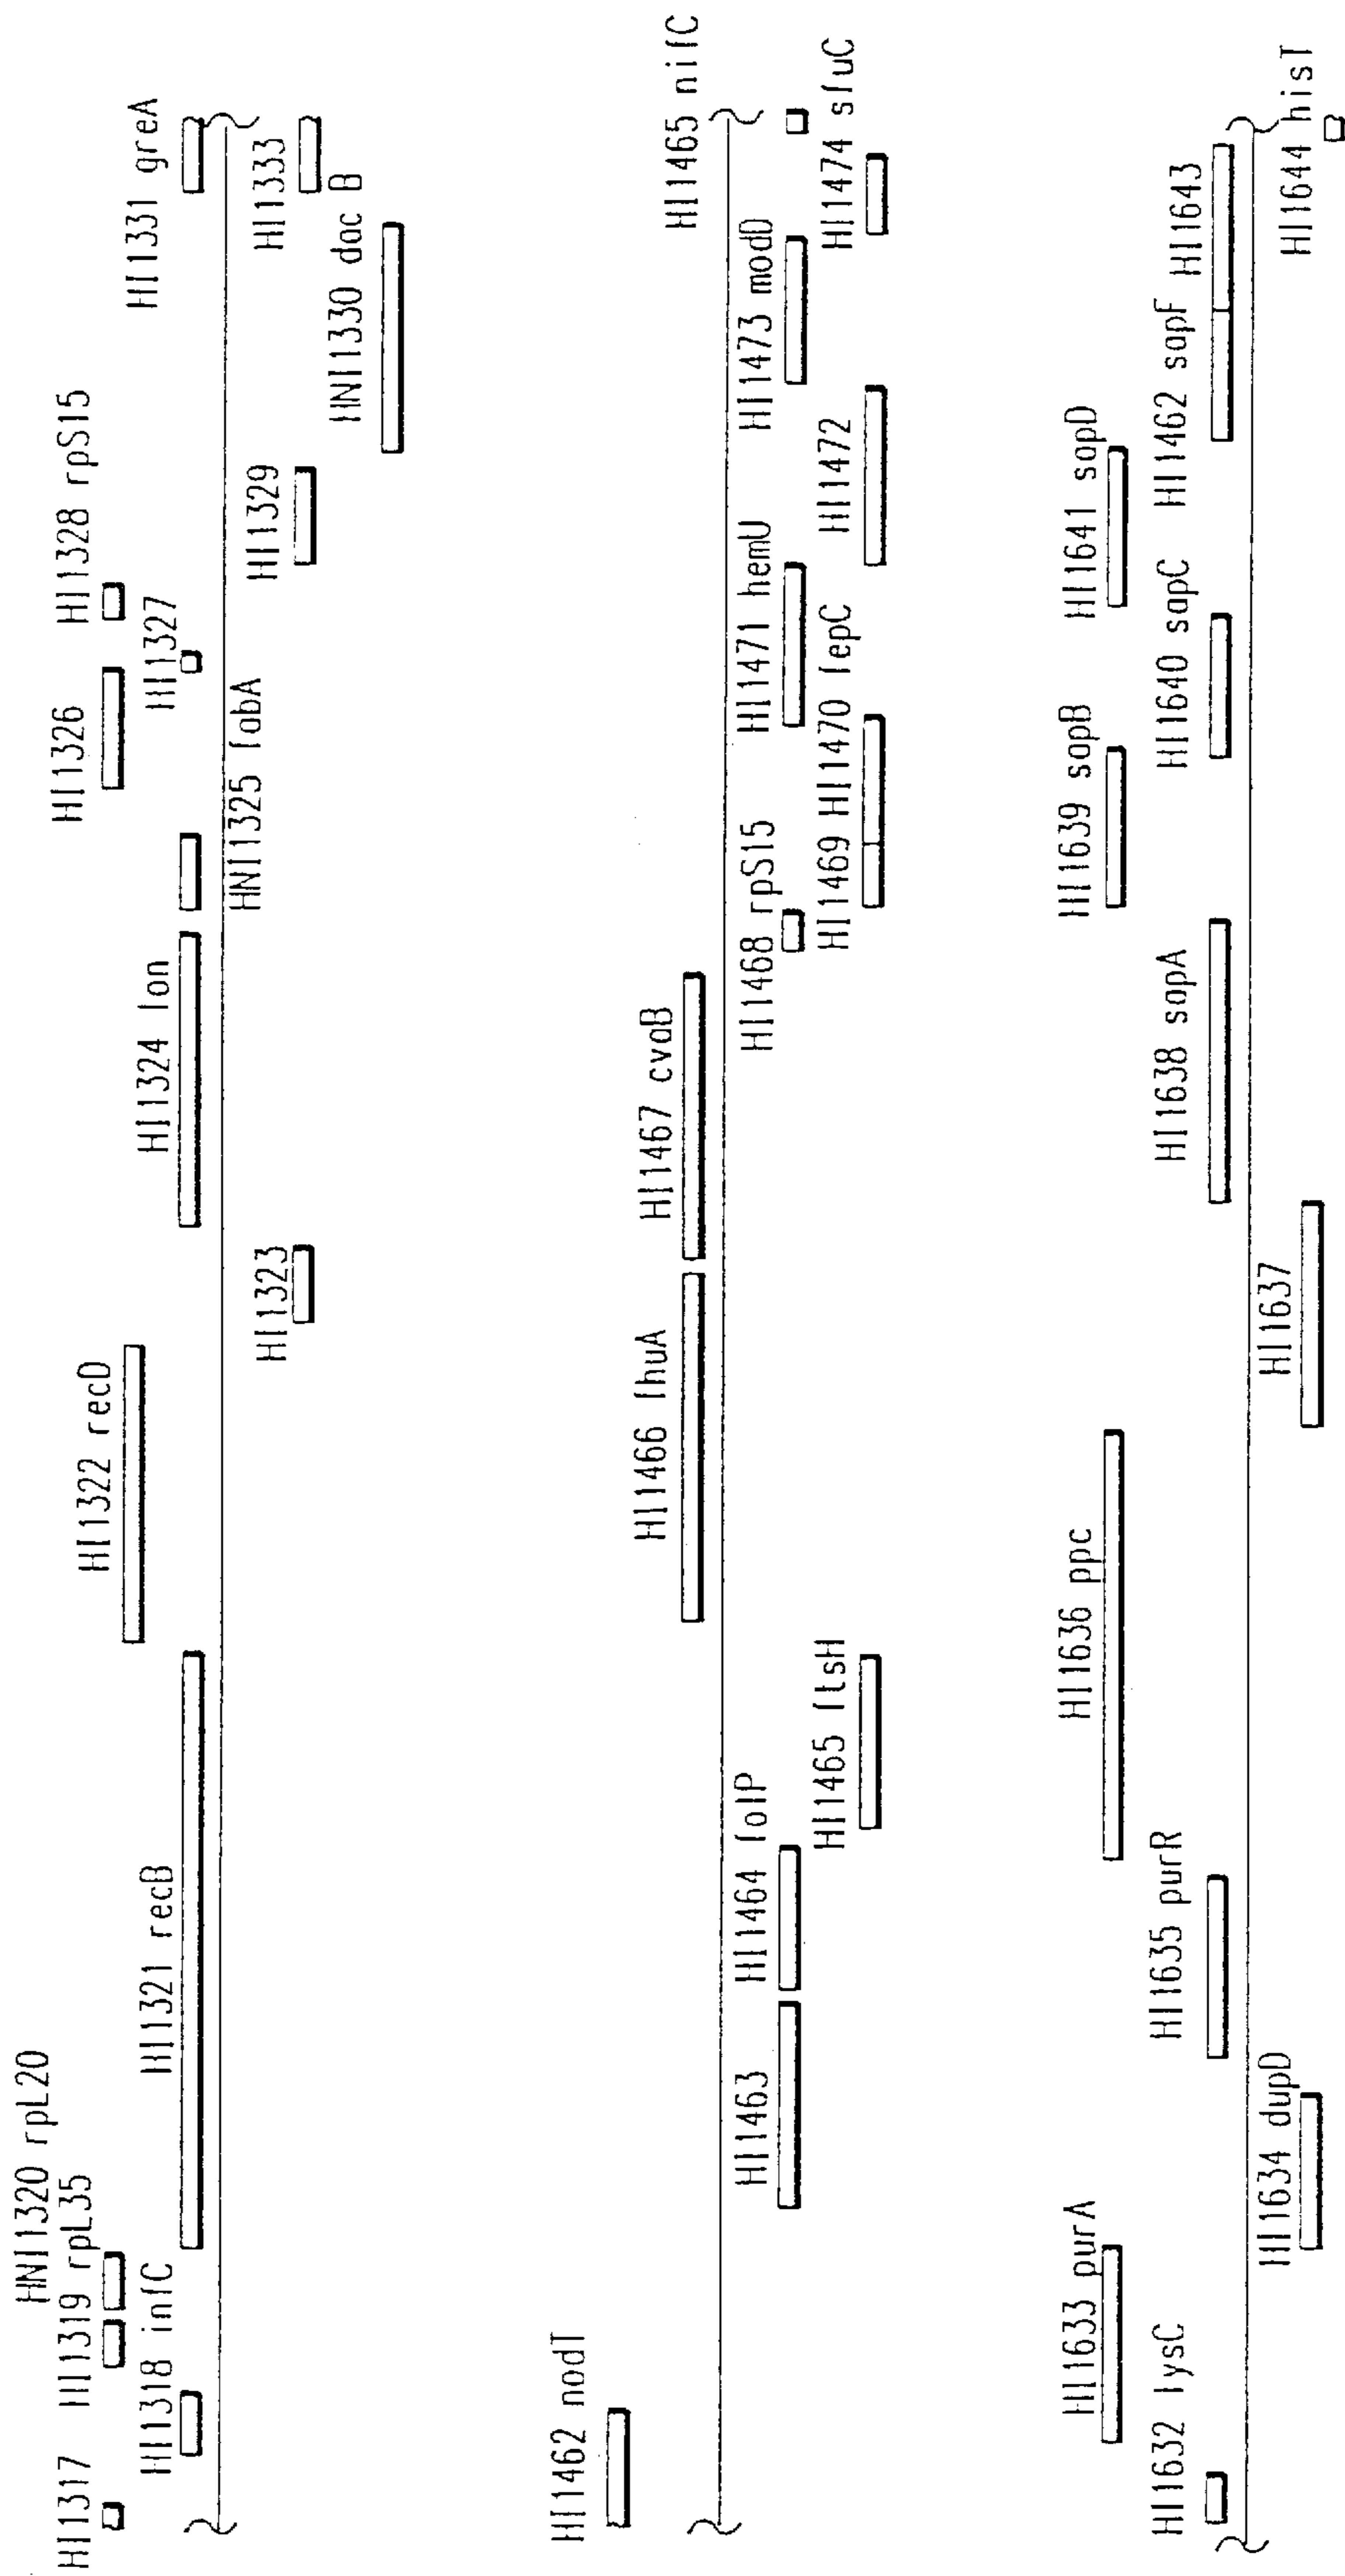 HI1317
HI1318 infC
HI1319 rpL35
HNI1320 rpL20
HI1321 recB
HI1322 recD
HI1323
HI1324 lon
HNI1325 fabA
HI1326
HI1327
HI1328 rpS15
HI1329
HNI1330 dac B
HI1331 greA
HI1333
HI1462 nodT
HI1463
HI1464 folP
HI1465 ftsH
HI1466 fhuA
HI1467 cvaB
HI1468 rpS15
HI1469
HI1470 fepC
HI1471 hemU
HI1472
HI1473 modD
HI1474 sfuC
HI1465 nifC
HI1632 lysC
HI1633 purA
HI1634 dupD
HI1635 purR
HI1636 ppc
HI1637
HI1638 sapA
HI1639 sapB
HI1640 sapC
HI1641 sapD
HI1462 sapF
HI1643
HI1644 hisT